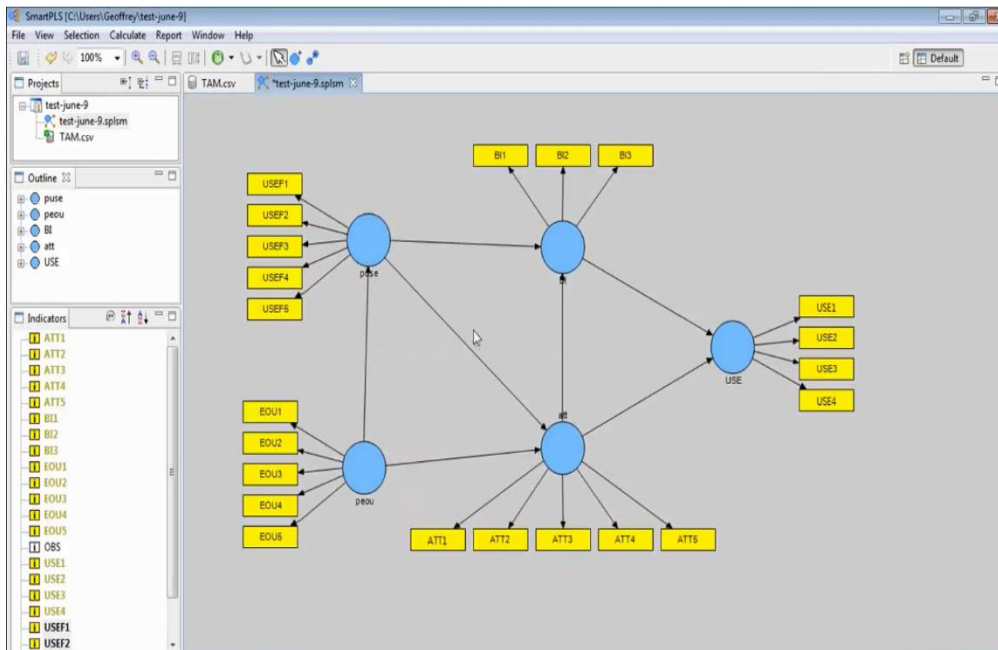 SmartPLS [C:\Users\Geoffrey\test-june-9]
File View Selection Calculate Report Window Help
100%
Default
Projects
TAM.csv
*test-june-9.splsm
test-june-9
test-june-9.splsm
TAM.csv
Outline
puse
peou
BI
att
USE
Indicators
ATT1
ATT2
ATT3
ATT4
ATT5
BI1
BI2
BI3
EOU1
EOU2
EOU3
EOU4
EOU5
OBS
USE1
USE2
USE3
USE4
USEF1
USEF2
BI1 BI2 BI3
USEF1
USEF2
USEF3
USEF4
USEF5
puse
USE1
USE2
USE3
USE4
USE
EOU1
EOU2
EOU3
EOU4
EOU5
att
peou
ATT1 ATT2 ATT3 ATT4 ATT5